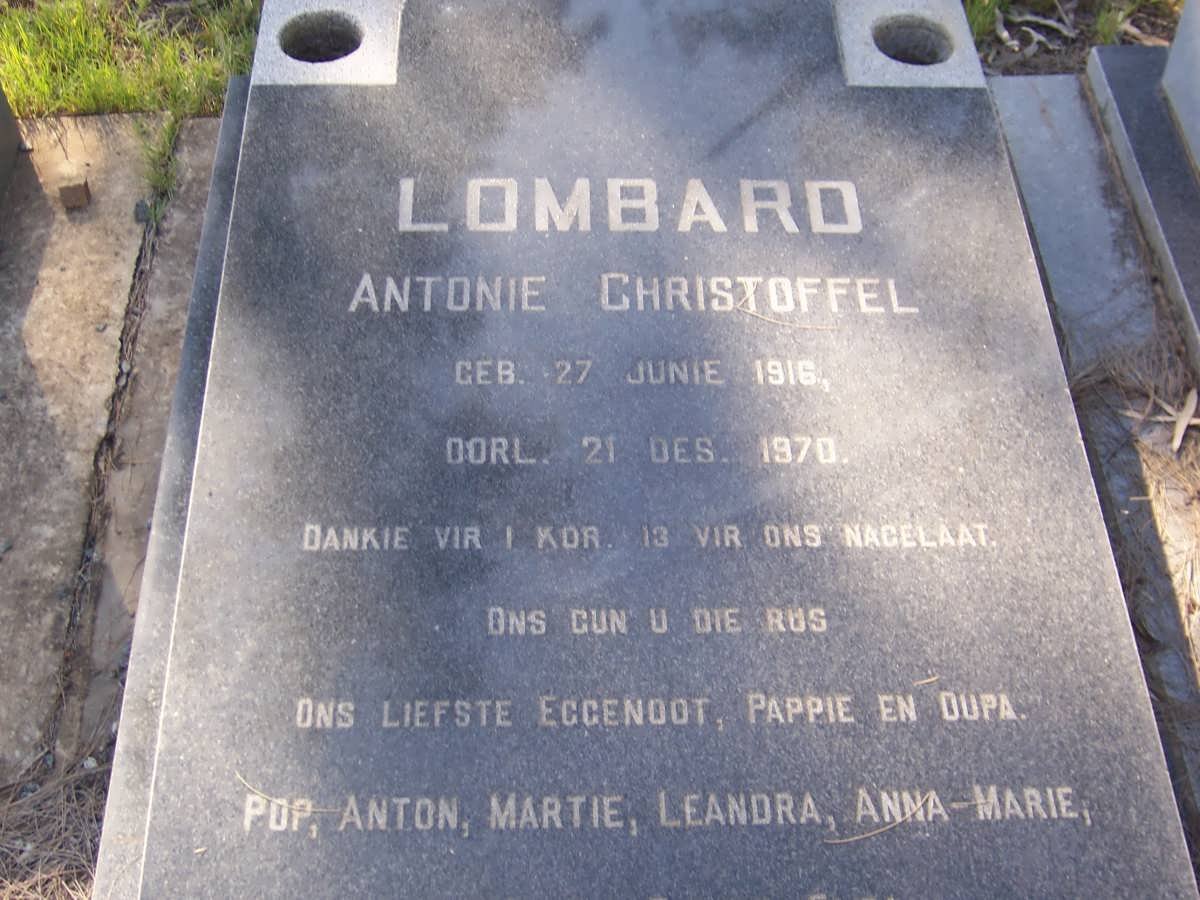 LOMBARD
ANTONIE CHRISTOFFEL
GEB. 27 JUNIE 1916,
OORL. 21 DES. 1970.
DANKIE VIR I KOR. 13 VIR ONS NAGELAAT.
ONS GUN U DIE RUS
ONS LIEFSTE EGGENOOT, PAPPIE EN OUPA.
POP, ANTON, MARTIE, LEANDRA, ANNA-MARIE,